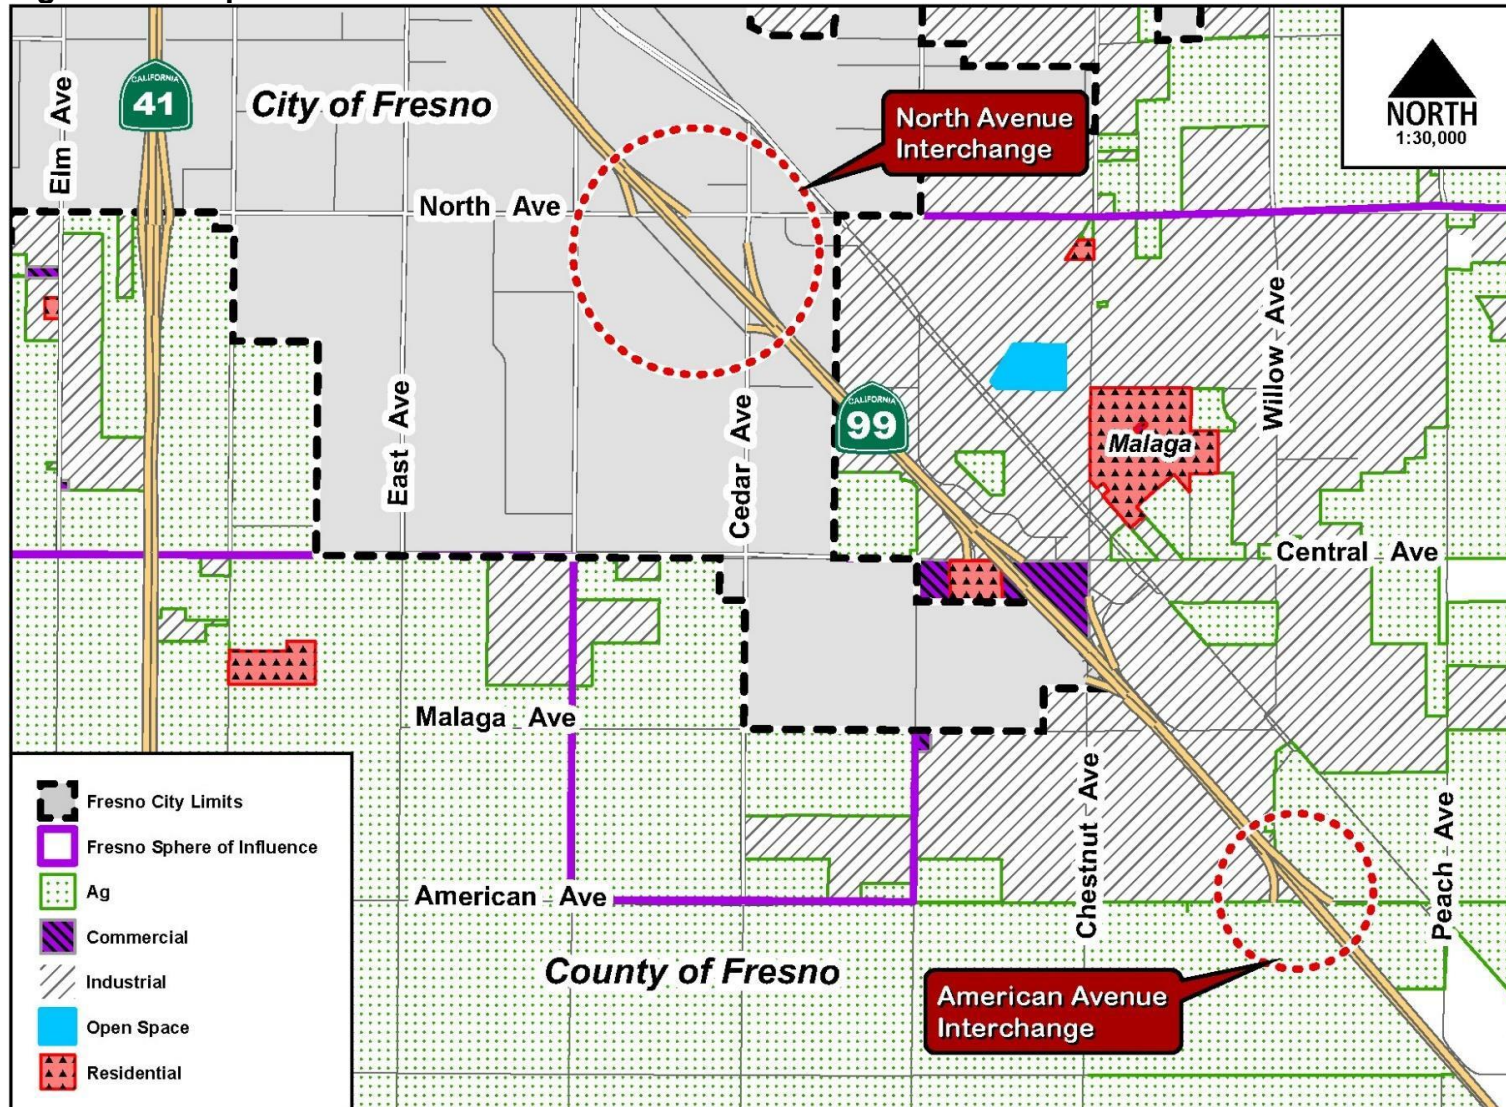 CALIFORNIA
41
Elm Ave
City of Fresno
North Avenue
Interchange
NORTH
1:30,000
North Ave
East Ave
Cedar Ave
CALIFORNIA
99
Willow Ave
Malaga
Central Ave
Malaga Ave
Chestnut Ave
Peach Ave
American Ave
County of Fresno
American Avenue
Interchange
Fresno City Limits
Fresno Sphere of Influence
Ag
Commercial
Industrial
Open Space
Residential